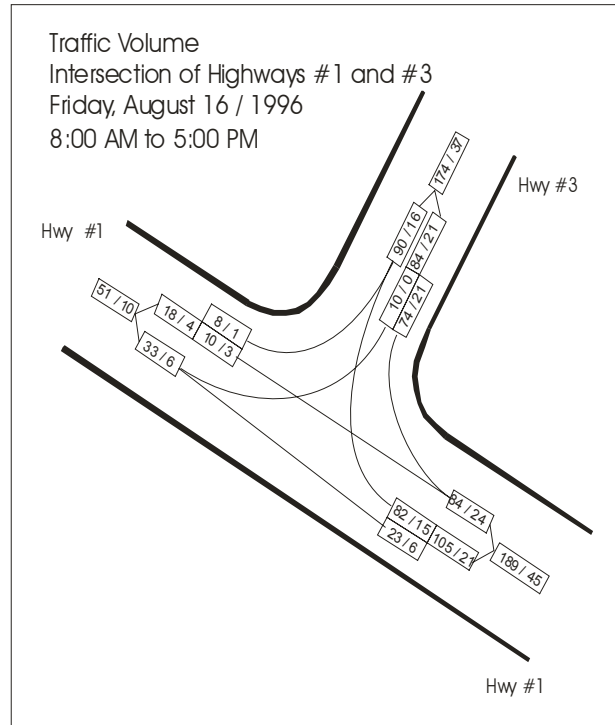 Traffic Volume
Intersection of Highways #1 and #3
Friday, August 16 / 1996
8:00 AM to 5:00 PM
174 / 37
Hwy #3
Hwy #1
90 / 16
84 / 21
10 / 0
74 / 21
51 / 10
18 / 4
8 / 1
10 / 3
33 / 6
84 / 24
82 / 15
105 / 21
23 / 6
189 / 45
Hwy #1